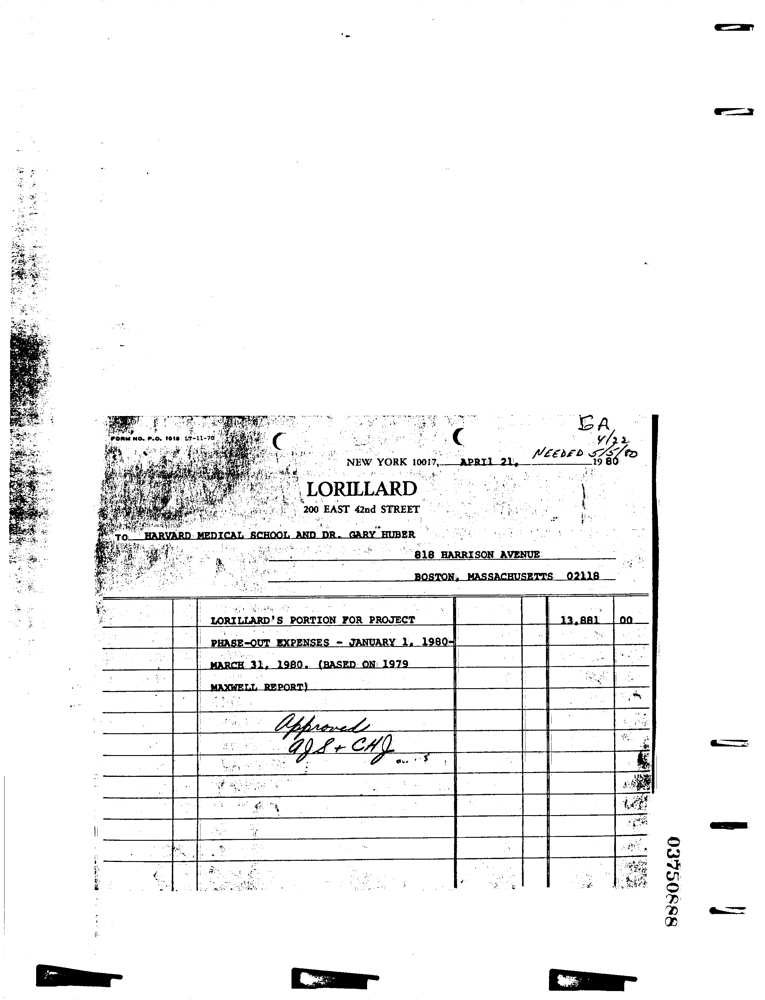 5A
4/22
NEEDED 5/5/80
FORM NO. P.O. 1018 LT-11-70
NEW YORK 10017, APRIL 21, 1980
LORILLARD
200 EAST 42nd STREET
TO HARVARD MEDICAL SCHOOL AND DR. GARY HUBER
818 HARRISON AVENUE
BOSTON, MASSACHUSETTS 02118
LORILLARD'S PORTION FOR PROJECT 13,881 00
PHASE-OUT EXPENSES - JANUARY 1, 1980-
MARCH 31, 1980. (BASED ON 1979
MAXWELL REPORT)
Approved
AJS + CHJ
03750888